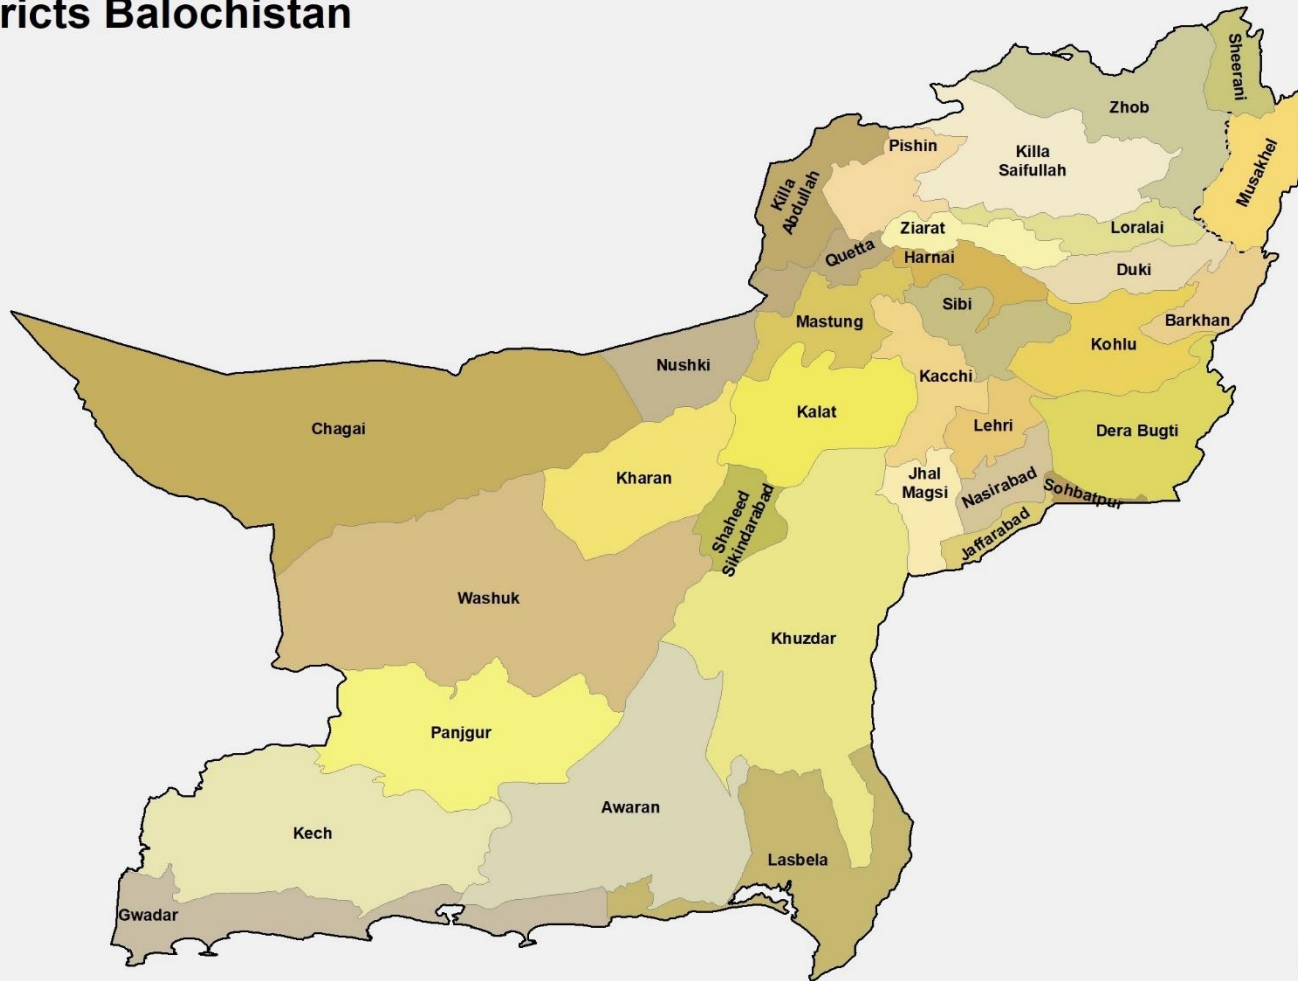 ricts Balochistan
Sheerani
Zhob
Pishin
Killa
Saifullah
Musakhel
Killa
Abdullah
Ziarat
Loralai
Quetta
Harnai
Duki
Sibi
Mastung
Barkhan
Kohlu
Nushki
Kacchi
Kalat
Lehri
Dera Bugti
Chagai
Kharan
Jhal
Magsi
Nasirabad
Sohbatpur
Shaheed
Sikindarabad
Jaffarabad
Washuk
Khuzdar
Panjgur
Awaran
Kech
Lasbela
Gwadar